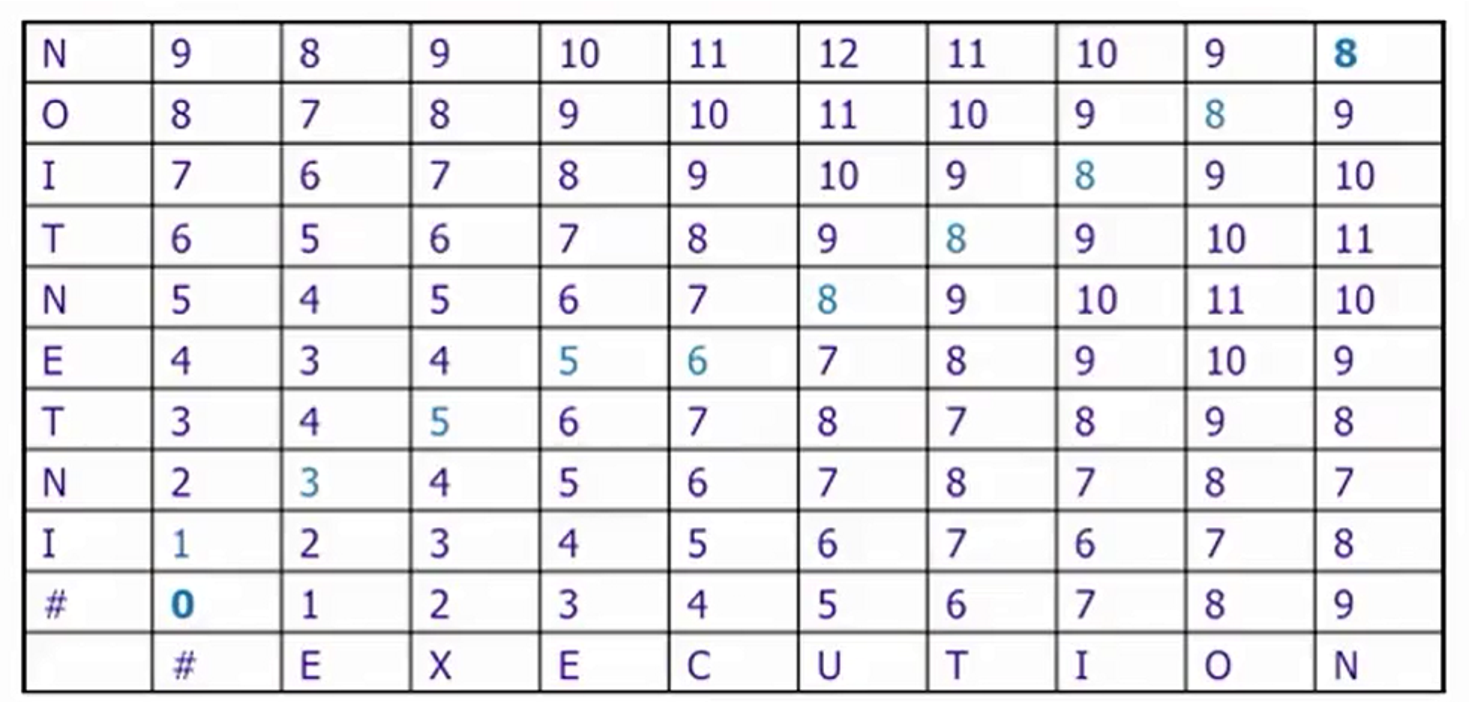 N 9 8 9 10 11 12 11 10 9 8
O 8 7 8 9 10 11 10 9 8 9
I 7 6 7 8 9 10 9 8 9 10
T 6 5 6 7 8 9 8 9 10 11
N 5 4 5 6 7 8 9 10 11 10
E 4 3 4 5 6 7 8 9 10 9
T 3 4 5 6 7 8 7 8 9 8
N 2 3 4 5 6 7 8 7 8 7
I 1 2 3 4 5 6 7 6 7 8
# 0 1 2 3 4 5 6 7 8 9
# E X E C U T I O N